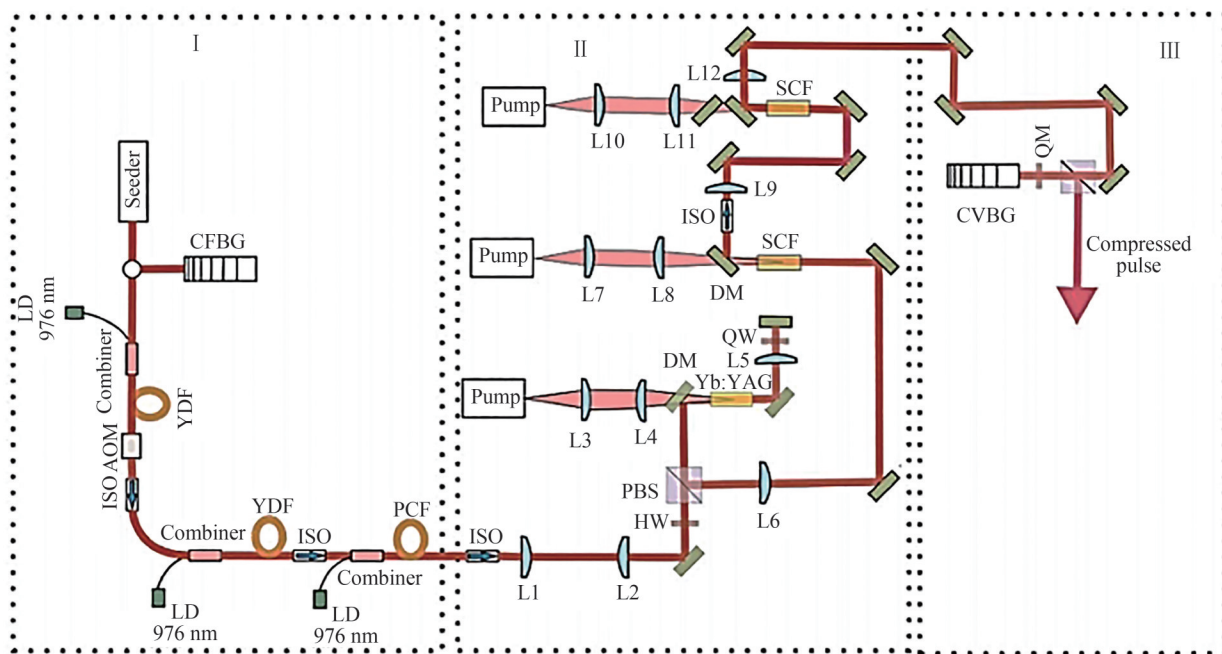 I
Seeder
CFBG
LD
976 nm
Combiner
YDF
ISO AOM
Combiner
YDF
ISO
PCF
Combiner
LD
976 nm
LD
976 nm
II
Pump
L10
L11
L12
SCF
L9
ISO
Pump
L7
L8
DM
SCF
QW
L5
DM
Yb:YAG
Pump
L3
L4
PBS
L6
HW
ISO
L1
L2
III
QM
CVBG
Compressed
pulse